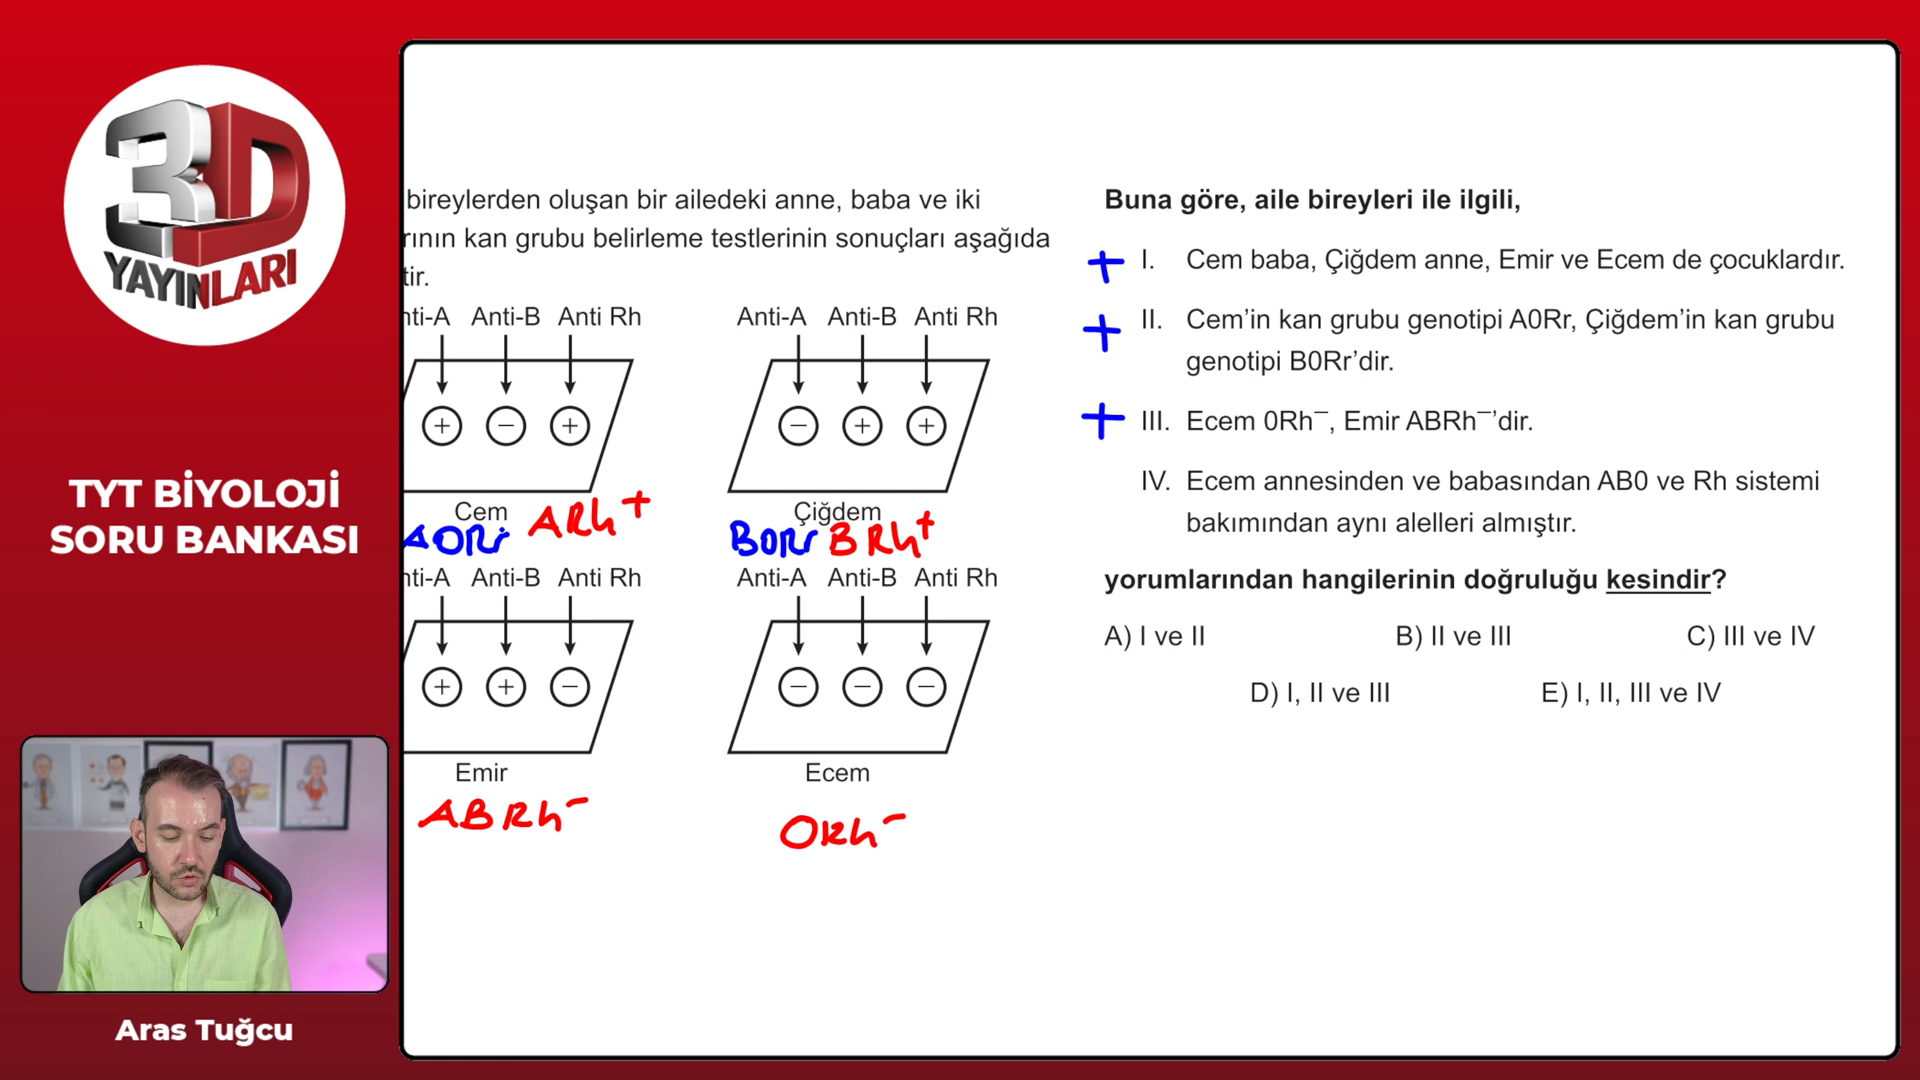 3D
YAYINLARI
TYT BİYOLOJİ
SORU BANKASI
Aras Tuğcu
bireylerden oluşan bir ailedeki anne, baba ve iki
rının kan grubu belirleme testlerinin sonuçları aşağıda
tir.
nti-A Anti-B Anti Rh
+ − +
Cem
A0Rr ARh+
Anti-A Anti-B Anti Rh
− + +
Çiğdem
B0Rr BRh+
nti-A Anti-B Anti Rh
+ + −
Emir
ABRh−
Anti-A Anti-B Anti Rh
− − −
Ecem
0Rh−
Buna göre, aile bireyleri ile ilgili,
+ I. Cem baba, Çiğdem anne, Emir ve Ecem de çocuklardır.
+ II. Cem’in kan grubu genotipi A0Rr, Çiğdem’in kan grubu
genotipi B0Rr’dir.
+ III. Ecem 0Rh⁻, Emir ABRh⁻’dir.
IV. Ecem annesinden ve babasından AB0 ve Rh sistemi
bakımından aynı alelleri almıştır.
yorumlarından hangilerinin doğruluğu kesindir?
A) I ve II B) II ve III C) III ve IV
D) I, II ve III E) I, II, III ve IV